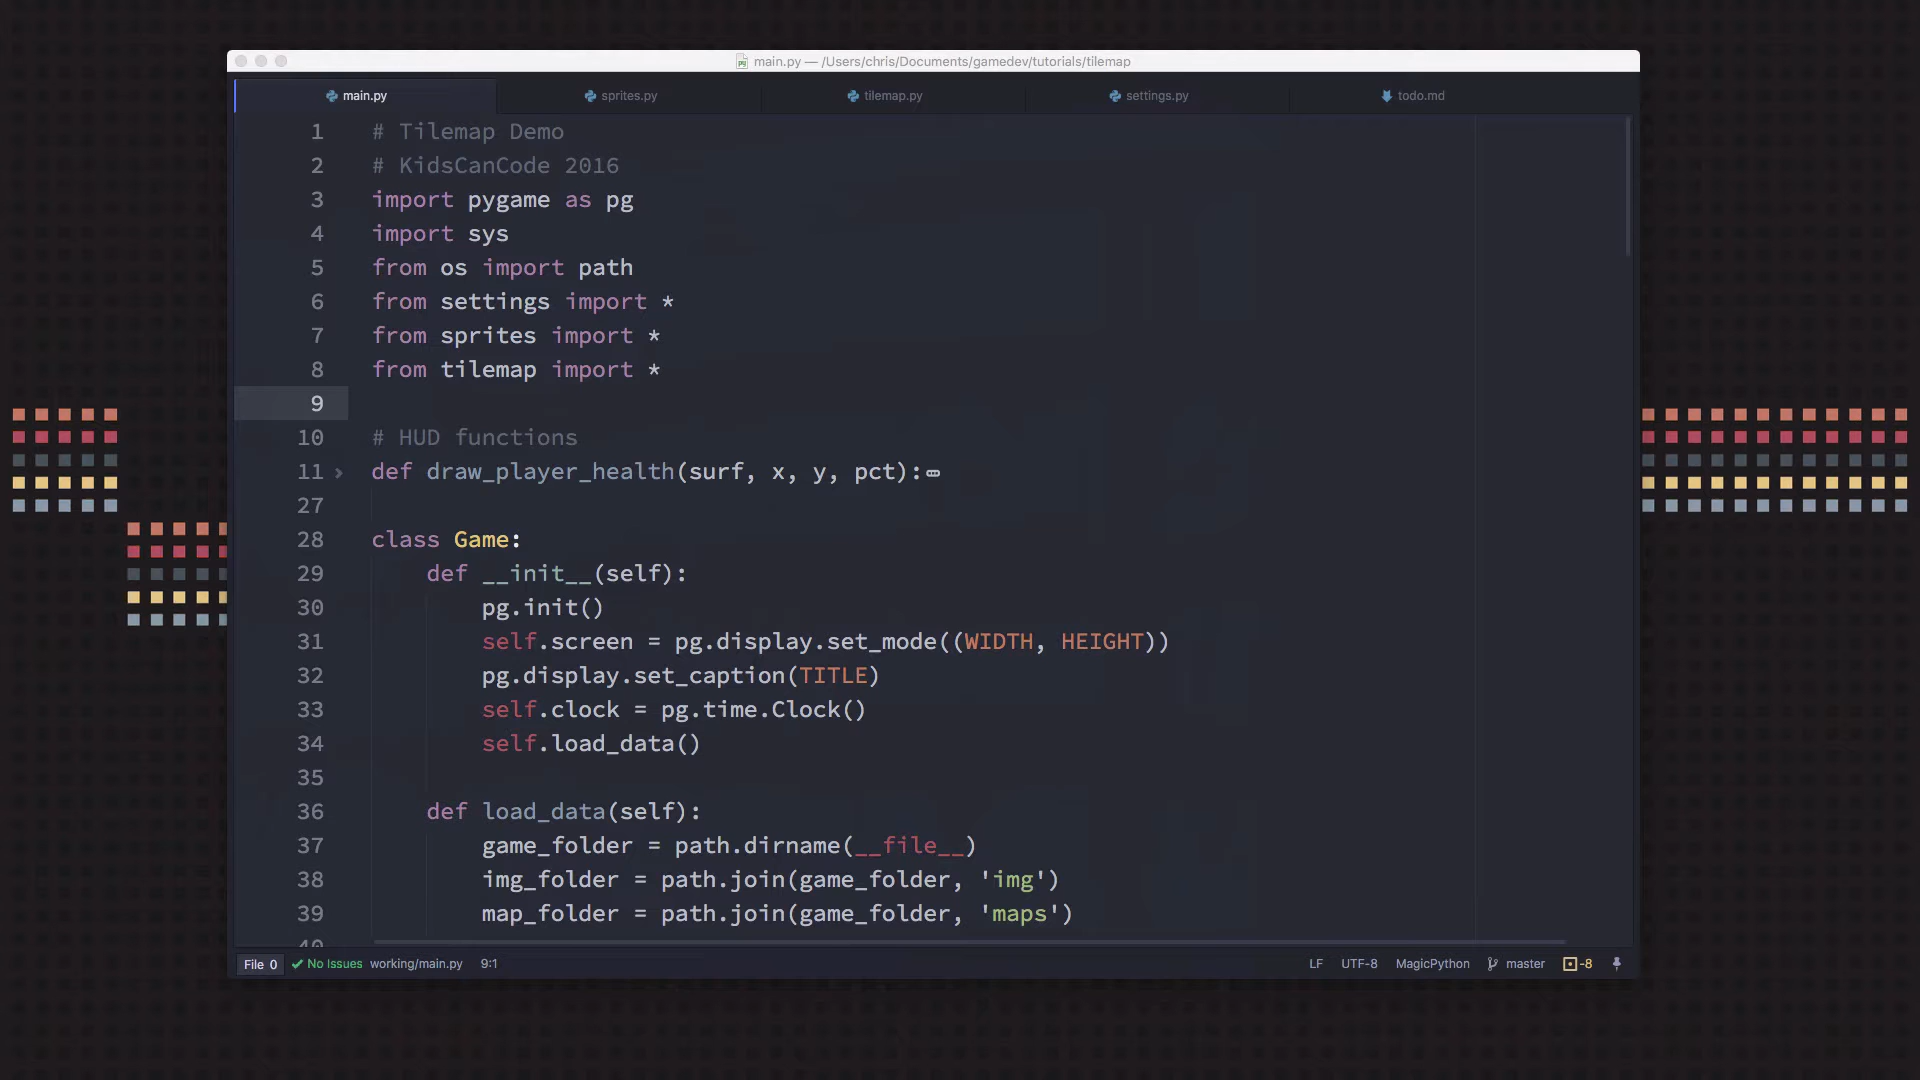 main.py — /Users/chris/Documents/gamedev/tutorials/tilemap
main.py sprites.py tilemap.py settings.py todo.md
1 # Tilemap Demo
2 # KidsCanCode 2016
3 import pygame as pg
4 import sys
5 from os import path
6 from settings import *
7 from sprites import *
8 from tilemap import *
9
10 # HUD functions
11 def draw_player_health(surf, x, y, pct):
27
28 class Game:
29 def __init__(self):
30 pg.init()
31 self.screen = pg.display.set_mode((WIDTH, HEIGHT))
32 pg.display.set_caption(TITLE)
33 self.clock = pg.time.Clock()
34 self.load_data()
35
36 def load_data(self):
37 game_folder = path.dirname(__file__)
38 img_folder = path.join(game_folder, 'img')
39 map_folder = path.join(game_folder, 'maps')
40
File 0 No Issues working/main.py 9:1 LF UTF-8 MagicPython master -8